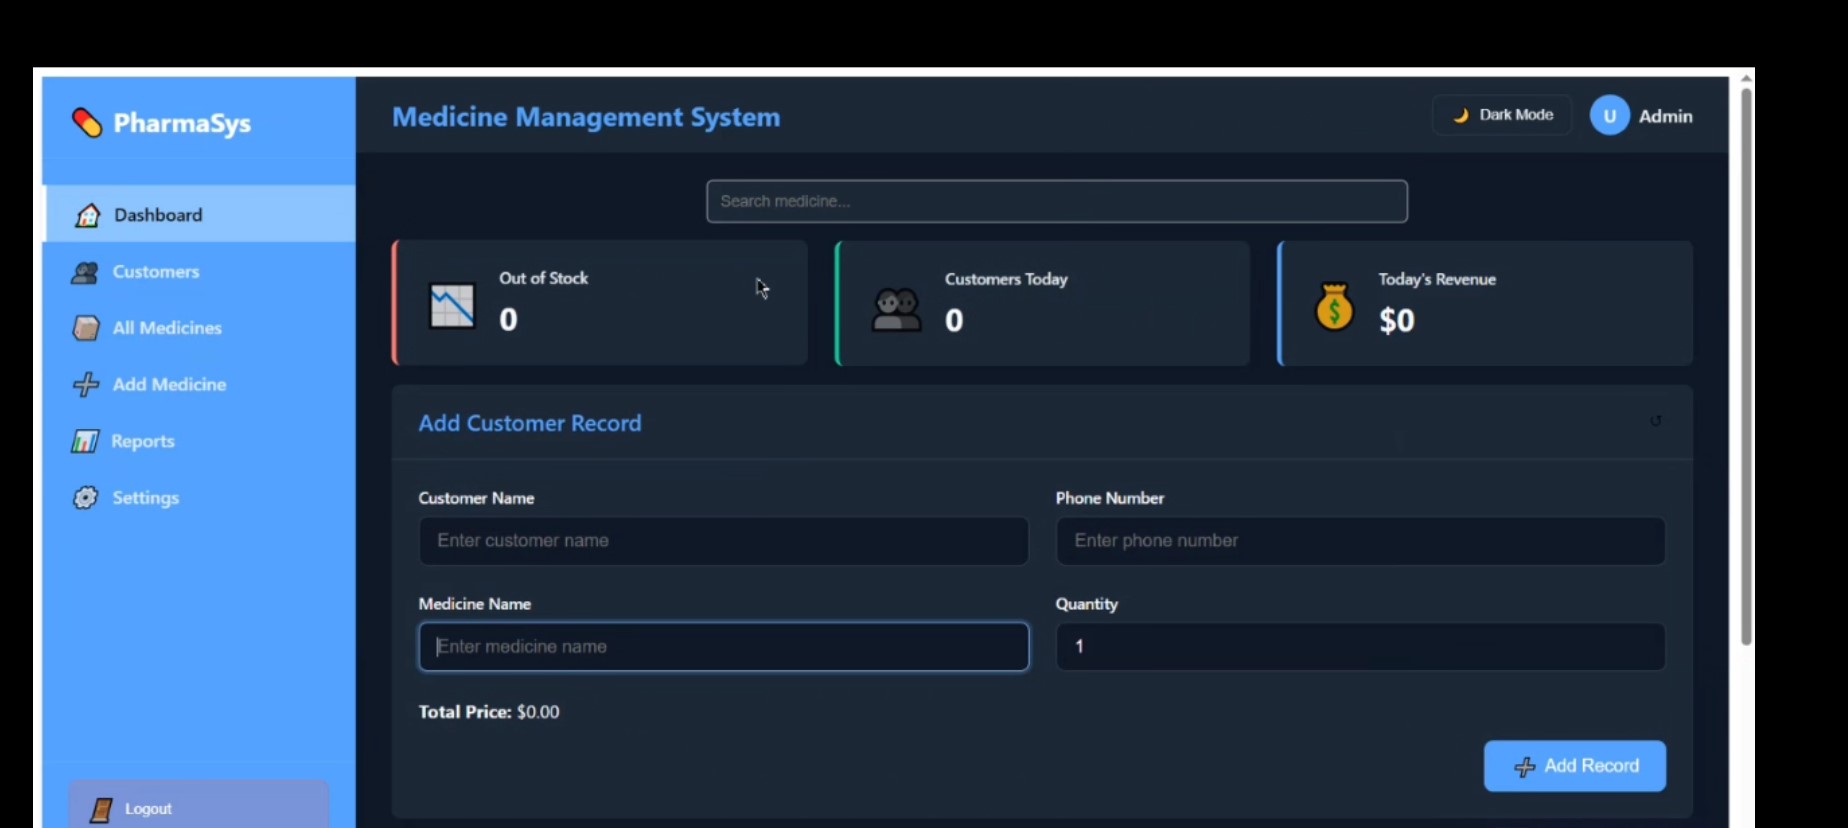 PharmaSys
Medicine Management System
Dark Mode
U
Admin
Dashboard
Customers
All Medicines
Add Medicine
Reports
Settings
Logout
Search medicine...
Out of Stock
0
Customers Today
0
Today's Revenue
$0
Add Customer Record
Customer Name
Phone Number
Enter customer name
Enter phone number
Medicine Name
Quantity
Enter medicine name
1
Total Price: $0.00
Add Record